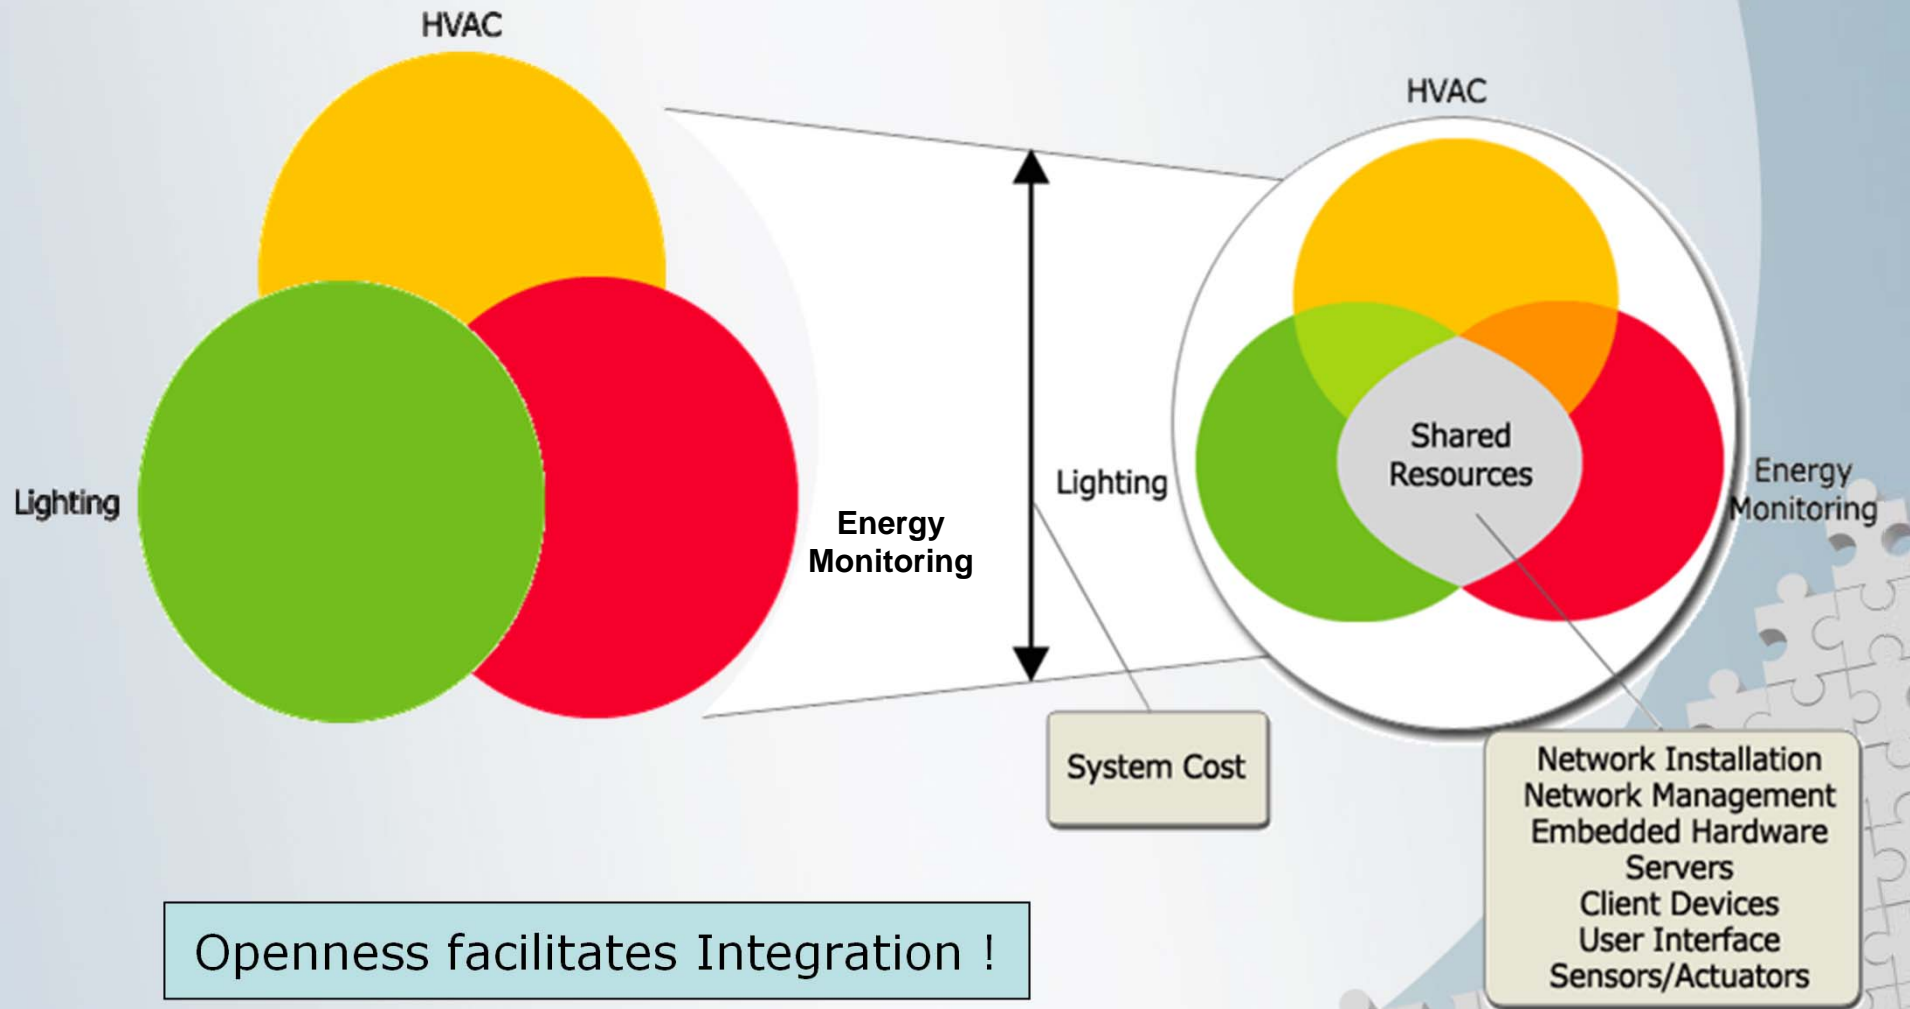 HVAC
Lighting
Energy
Monitoring
HVAC
Lighting
Shared
Resources
Energy
Monitoring
System Cost
Network Installation
Network Management
Embedded Hardware
Servers
Client Devices
User Interface
Sensors/Actuators
Openness facilitates Integration !